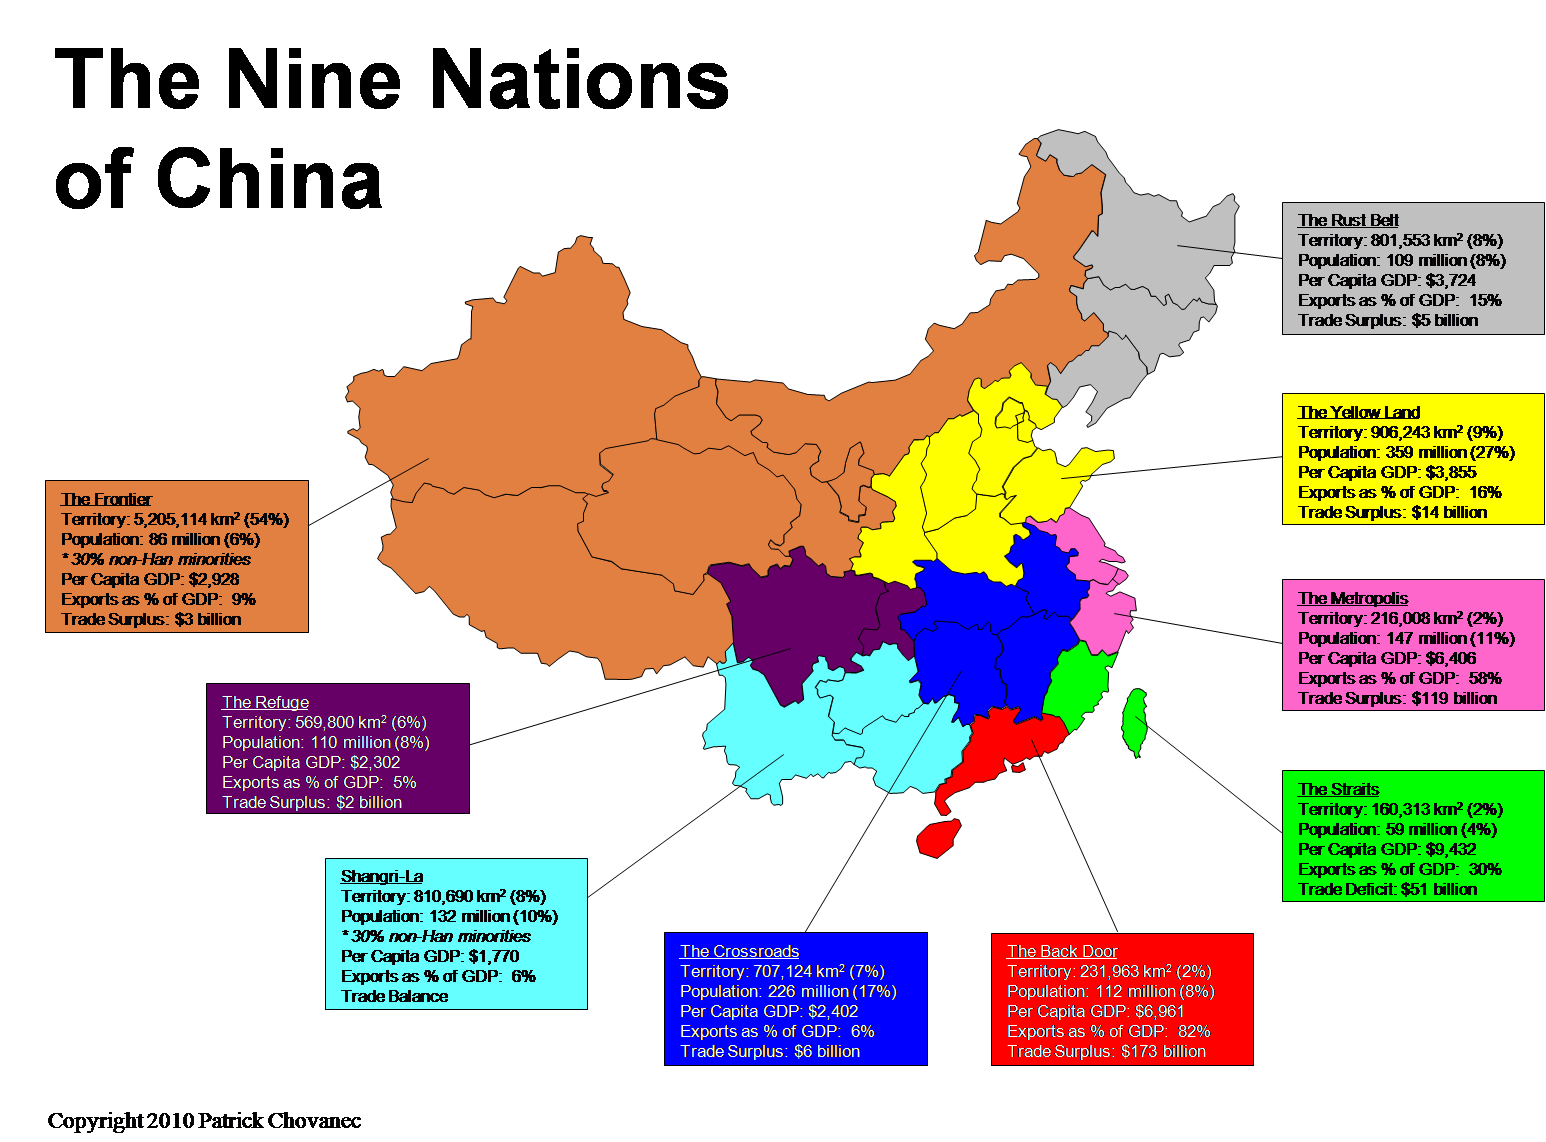 The Nine Nations
of China
The Rust Belt
Territory: 801,553 km² (8%)
Population: 109 million (8%)
Per Capita GDP: $3,724
Exports as % of GDP: 15%
Trade Surplus: $5 billion
The Yellow Land
Territory: 906,243 km² (9%)
Population: 359 million (27%)
Per Capita GDP: $3,855
Exports as % of GDP: 16%
Trade Surplus: $14 billion
The Frontier
Territory: 5,205,114 km² (54%)
Population: 86 million (6%)
* 30% non-Han minorities
Per Capita GDP: $2,928
Exports as % of GDP: 9%
Trade Surplus: $3 billion
The Metropolis
Territory: 216,008 km² (2%)
Population: 147 million (11%)
Per Capita GDP: $6,406
Exports as % of GDP: 58%
Trade Surplus: $119 billion
The Refuge
Territory: 569,800 km² (6%)
Population: 110 million (8%)
Per Capita GDP: $2,302
Exports as % of GDP: 5%
Trade Surplus: $2 billion
The Straits
Territory: 160,313 km² (2%)
Population: 59 million (4%)
Per Capita GDP: $9,432
Exports as % of GDP: 30%
Trade Deficit: $51 billion
Shangri-La
Territory: 810,690 km² (8%)
Population: 132 million (10%)
* 30% non-Han minorities
Per Capita GDP: $1,770
Exports as % of GDP: 6%
Trade Balance
The Crossroads
Territory: 707,124 km² (7%)
Population: 226 million (17%)
Per Capita GDP: $2,402
Exports as % of GDP: 6%
Trade Surplus: $6 billion
The Back Door
Territory: 231,963 km² (2%)
Population: 112 million (8%)
Per Capita GDP: $6,961
Exports as % of GDP: 82%
Trade Surplus: $173 billion
Copyright 2010 Patrick Chovanec